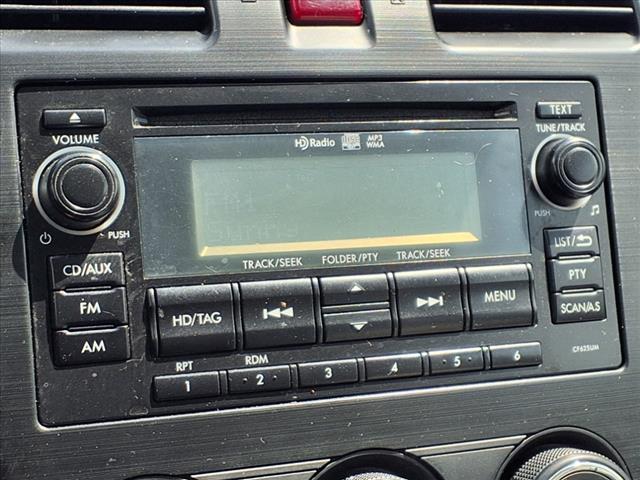 TEXT
VOLUME
HD Radio
MP3
WMA
TUNE/TRACK
PUSH
PUSH
TRACK/SEEK
FOLDER/PTY
TRACK/SEEK
LIST/
CD/AUX
PTY
FM
HD/TAG
MENU
SCAN/A.S
AM
RPT
RDM
1
2
3
4
5
6
CF625UM